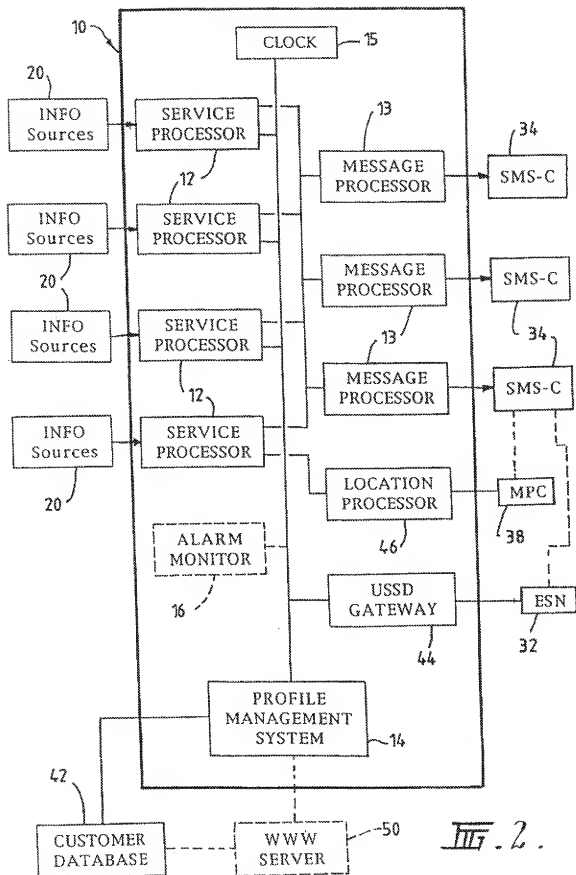 10
CLOCK
15
20
INFO
Sources
SERVICE
PROCESSOR
13
MESSAGE
PROCESSOR
34
SMS-C
12
INFO
Sources
SERVICE
PROCESSOR
20
MESSAGE
PROCESSOR
SMS-C
INFO
Sources
SERVICE
PROCESSOR
13
34
12
MESSAGE
PROCESSOR
SMS-C
INFO
Sources
SERVICE
PROCESSOR
20
LOCATION
PROCESSOR
MPC
46
38
ALARM
MONITOR
16
USSD
GATEWAY
44
ESN
32
PROFILE
MANAGEMENT
SYSTEM
14
42
CUSTOMER
DATABASE
WWW
SERVER
50
FIG. 2.